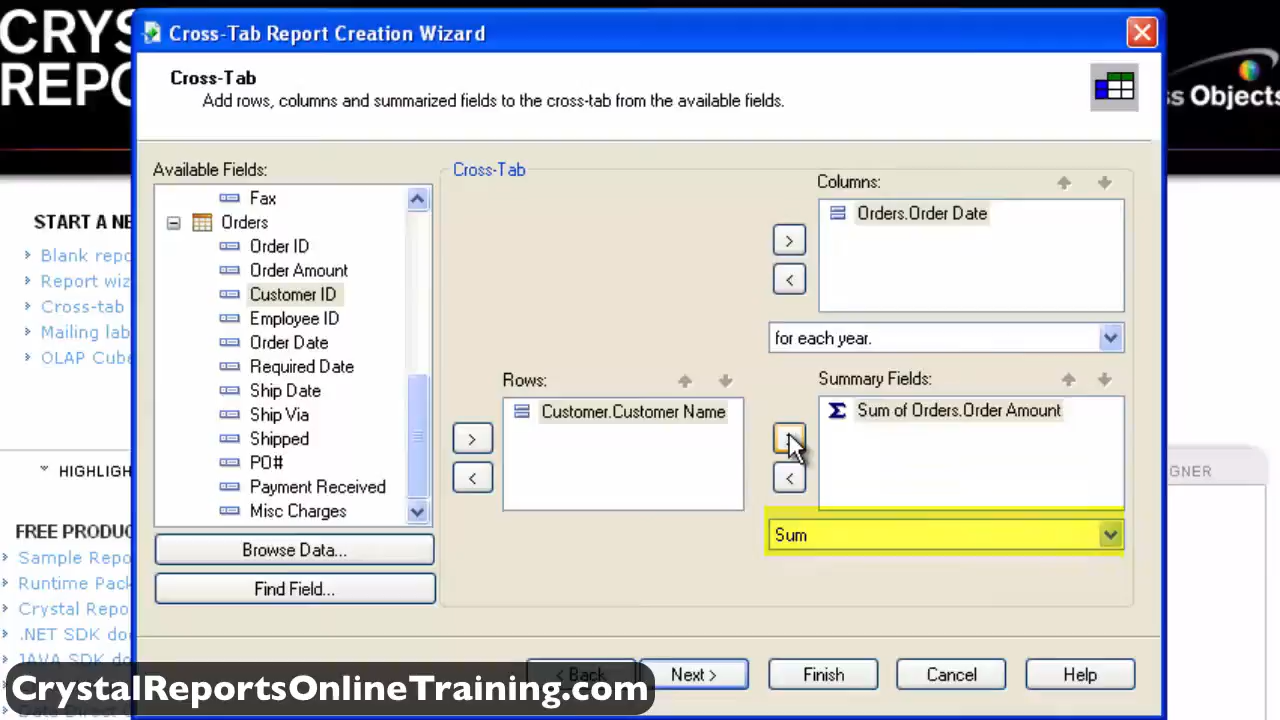 CRYS
REPO
ss Objects
Cross-Tab Report Creation Wizard
Cross-Tab
Add rows, columns and summarized fields to the cross-tab from the available fields.
START A NE
Blank repo
Report wiz
Cross-tab
Mailing lab
OLAP Cube
HIGHLIGH
FREE PRODU
Sample Repo
Runtime Pack
Crystal Repo
.NET SDK do
JAVA SDK do
GNER
Available Fields:
Fax
Orders
Order ID
Order Amount
Customer ID
Employee ID
Order Date
Required Date
Ship Date
Ship Via
Shipped
PO#
Payment Received
Misc Charges
Browse Data...
Find Field...
Cross-Tab
Columns:
Orders.Order Date
>
<
for each year.
Rows:
Customer.Customer Name
>
<
Summary Fields:
Σ Sum of Orders.Order Amount
<
Sum
< Back
Next >
Finish
Cancel
Help
CrystalReportsOnlineTraining.com